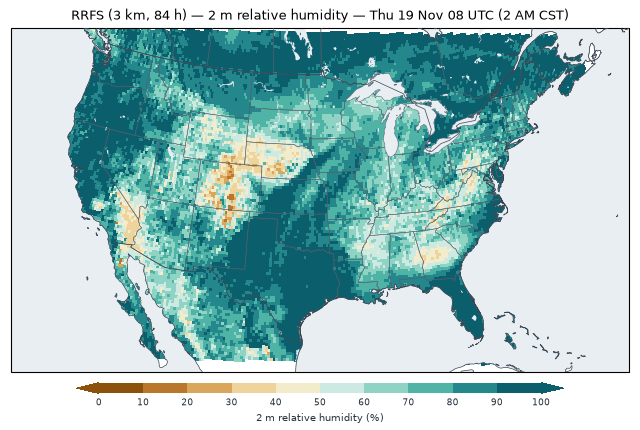 RRFS (3 km, 84 h) — 2 m relative humidity — Thu 19 Nov 08 UTC (2 AM CST)
0 10 20 30 40 50 60 70 80 90 100
2 m relative humidity (%)